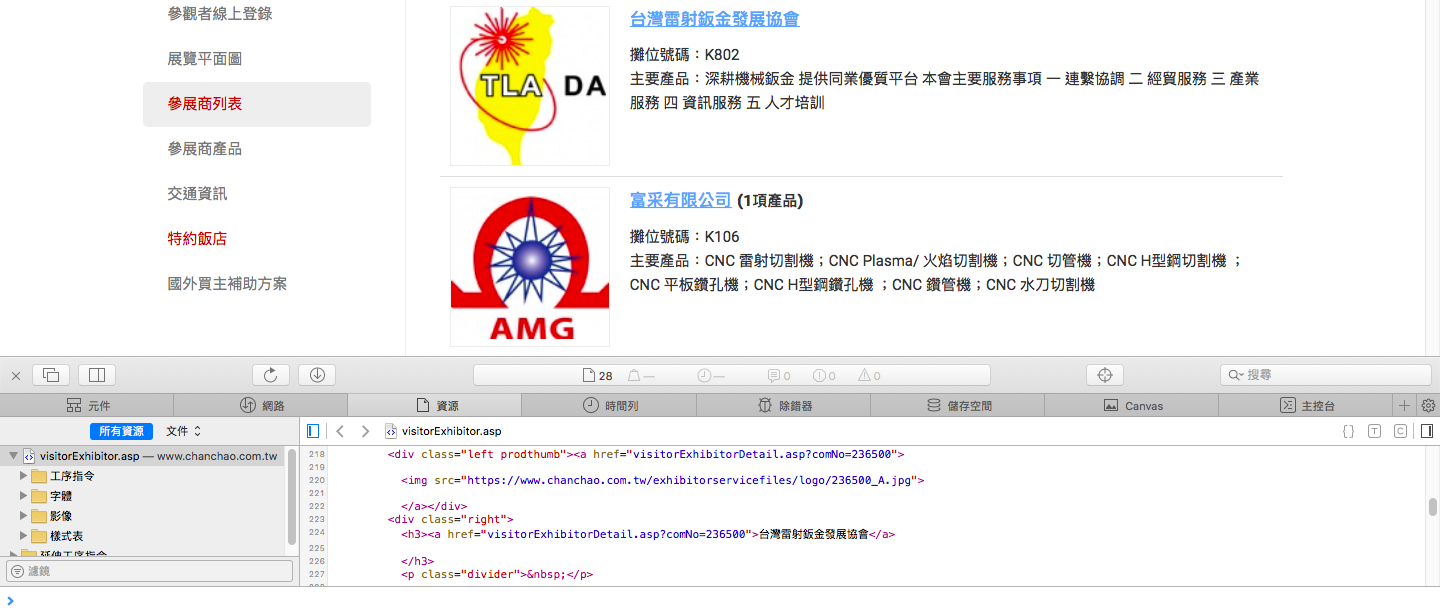 參觀者線上登錄
展覽平面圖
參展商列表
參展商產品
交通資訊
特約飯店
國外買主補助方案
TLA DA
台灣雷射鈑金發展協會
攤位號碼：K802
主要產品：深耕機械鈑金 提供同業優質平台 本會主要服務事項 一 連繫協調 二 經貿服務 三 產業
服務 四 資訊服務 五 人才培訓
AMG
富采有限公司 (1項產品)
攤位號碼：K106
主要產品：CNC 雷射切割機；CNC Plasma/ 火焰切割機；CNC 切管機；CNC H型鋼切割機 ；
CNC 平板鑽孔機；CNC H型鋼鑽孔機 ；CNC 鑽管機；CNC 水刀切割機
28 — — 0 0 0 搜尋
元件 網路 資源 時間列 除錯器 儲存空間 Canvas 主控台
所有資源 文件 visitorExhibitor.asp
visitorExhibitor.asp — www.chanchao.com.tw
工序指令
字體
影像
樣式表
延伸工序指令
濾鏡
218 <div class="left prodthumb"><a href="visitorExhibitorDetail.asp?comNo=236500">
219
220 <img src="https://www.chanchao.com.tw/exhibitorservicefiles/logo/236500_A.jpg">
221
222 </a></div>
223 <div class="right">
224 <h3><a href="visitorExhibitorDetail.asp?comNo=236500">台灣雷射鈑金發展協會</a>
225
226 </h3>
227 <p class="divider">&nbsp;</p>